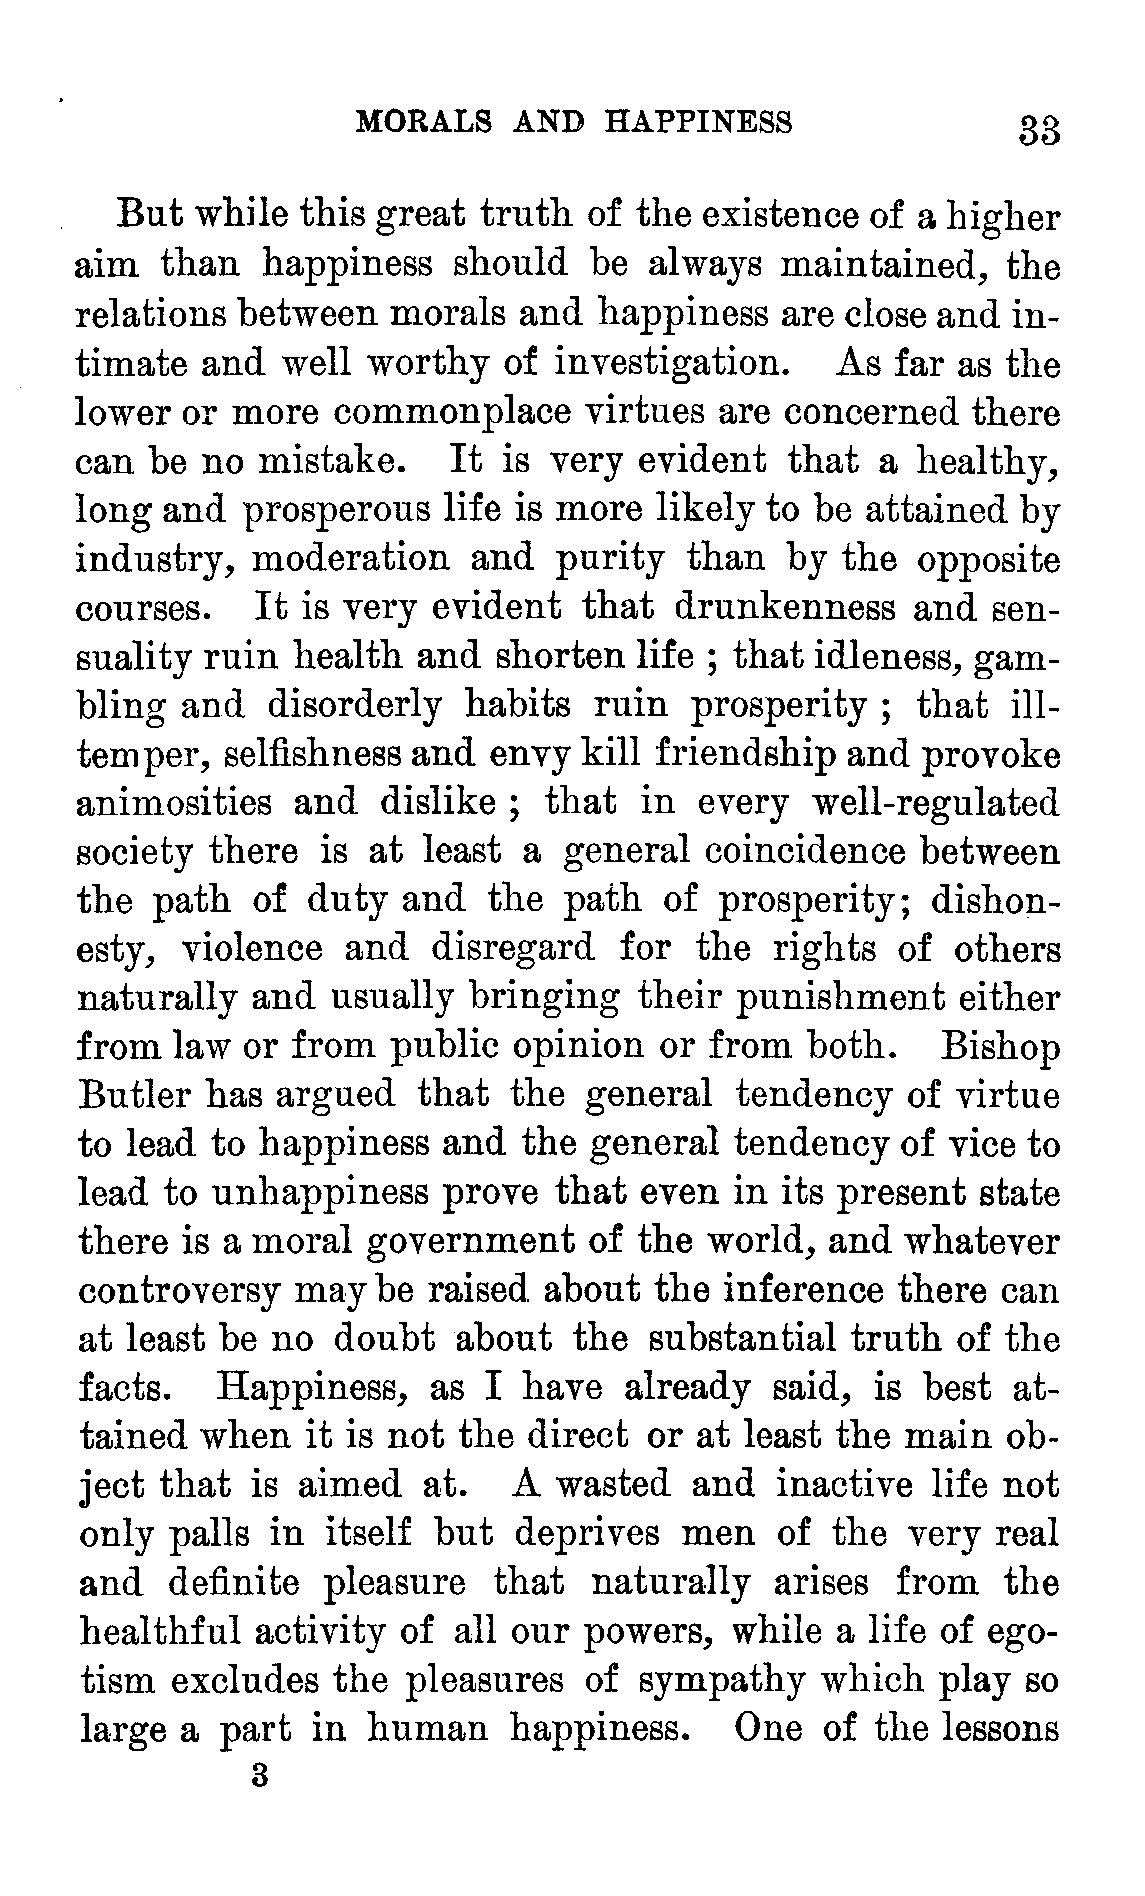 MORALS AND HAPPINESS 33
But while this great truth of the existence of a higher
aim than happiness should be always maintained, the
relations between morals and happiness are close and in-
timate and well worthy of investigation. As far as the
lower or more commonplace virtues are concerned there
can be no mistake. It is very evident that a healthy,
long and prosperous life is more likely to be attained by
industry, moderation and purity than by the opposite
courses. It is very evident that drunkenness and sen-
suality ruin health and shorten life ; that idleness, gam-
bling and disorderly habits ruin prosperity ; that ill-
temper, selfishness and envy kill friendship and provoke
animosities and dislike ; that in every well-regulated
society there is at least a general coincidence between
the path of duty and the path of prosperity; dishon-
esty, violence and disregard for the rights of others
naturally and usually bringing their punishment either
from law or from public opinion or from both. Bishop
Butler has argued that the general tendency of virtue
to lead to happiness and the general tendency of vice to
lead to unhappiness prove that even in its present state
there is a moral government of the world, and whatever
controversy may be raised about the inference there can
at least be no doubt about the substantial truth of the
facts. Happiness, as I have already said, is best at-
tained when it is not the direct or at least the main ob-
ject that is aimed at. A wasted and inactive life not
only palls in itself but deprives men of the very real
and definite pleasure that naturally arises from the
healthful activity of all our powers, while a life of ego-
tism excludes the pleasures of sympathy which play so
large a part in human happiness. One of the lessons
3